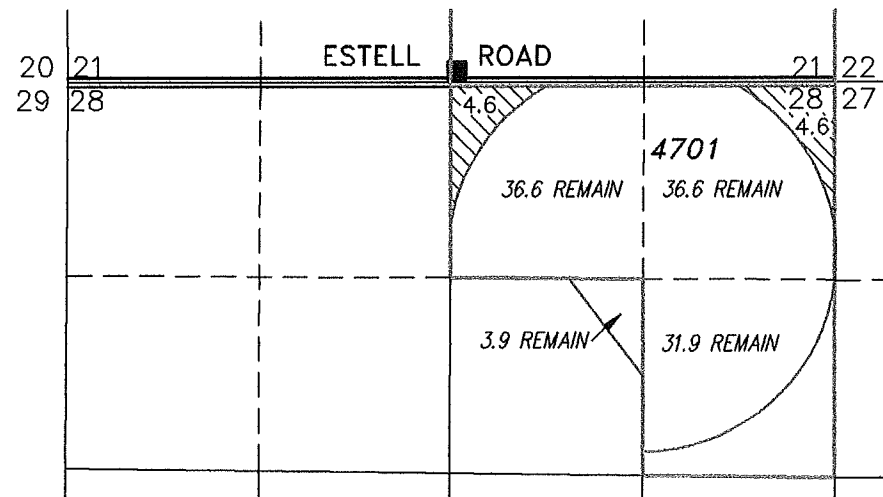 ESTELL ROAD
20 21
21 22
29 28
28 27
4.6
4.6
4701
36.6 REMAIN
36.6 REMAIN
3.9 REMAIN
31.9 REMAIN